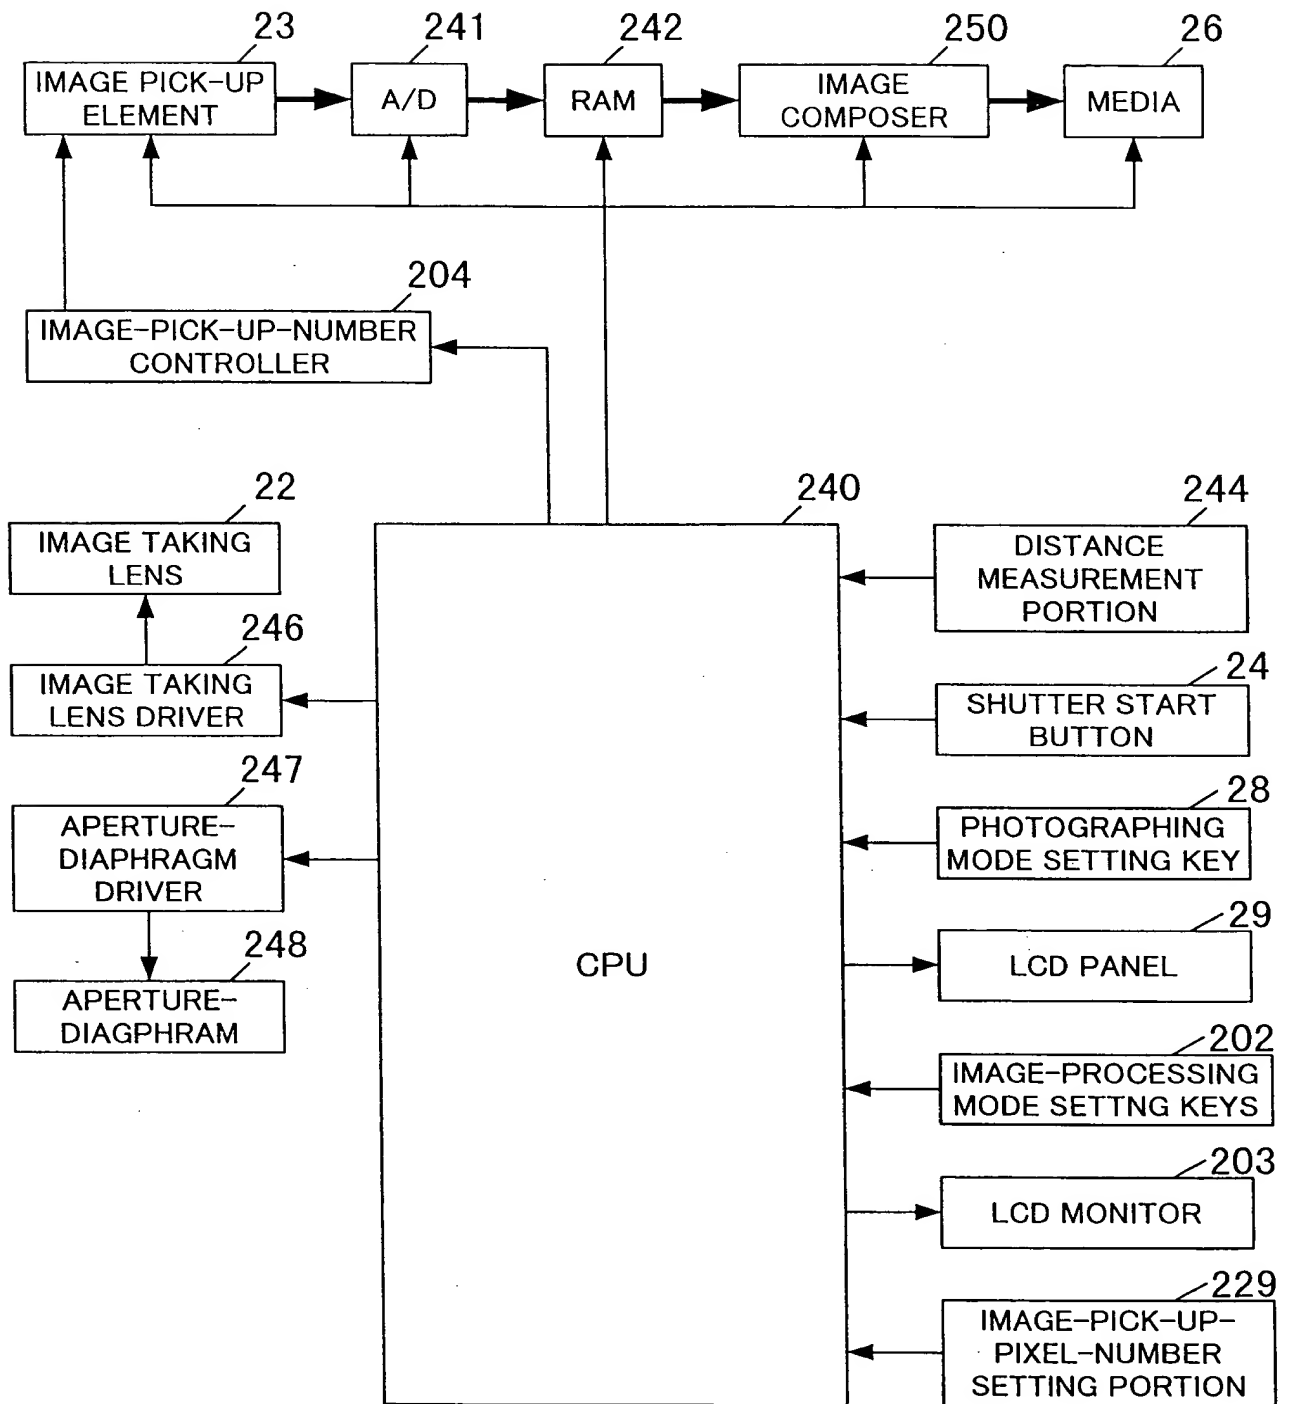 23
241
242
250
26
IMAGE PICK-UP
ELEMENT
A/D
RAM
IMAGE
COMPOSER
MEDIA
204
IMAGE-PICK-UP-NUMBER
CONTROLLER
22
IMAGE TAKING
LENS
246
IMAGE TAKING
LENS DRIVER
247
APERTURE-
DIAPHRAGM
DRIVER
248
APERTURE-
DIAGPHRAM
240
CPU
244
DISTANCE
MEASUREMENT
PORTION
24
SHUTTER START
BUTTON
28
PHOTOGRAPHING
MODE SETTING KEY
29
LCD PANEL
202
IMAGE-PROCESSING
MODE SETTNG KEYS
203
LCD MONITOR
229
IMAGE-PICK-UP-
PIXEL-NUMBER
SETTING PORTION